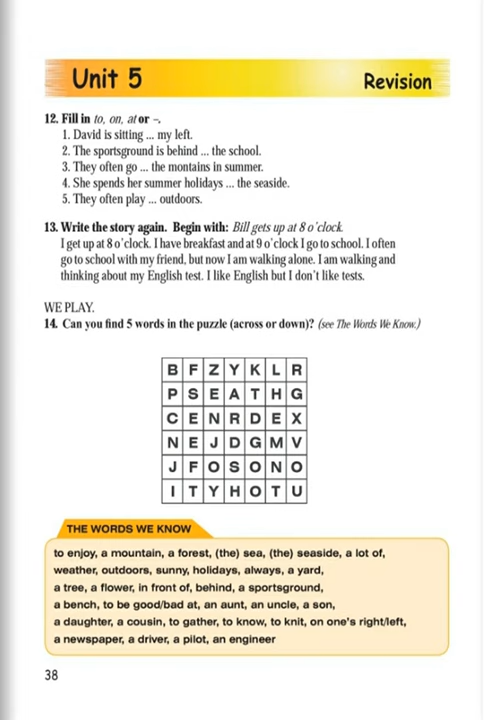 Unit 5
Revision
12. Fill in to, on, at or –.
1. David is sitting ... my left.
2. The sportsground is behind ... the school.
3. They often go ... the montains in summer.
4. She spends her summer holidays ... the seaside.
5. They often play ... outdoors.
13. Write the story again. Begin with: Bill gets up at 8 o'clock.
I get up at 8 o'clock. I have breakfast and at 9 o'clock I go to school. I often
go to school with my friend, but now I am walking alone. I am walking and
thinking about my English test. I like English but I don't like tests.
WE PLAY.
14. Can you find 5 words in the puzzle (across or down)? (see The Words We Know.)
B F Z Y K L R
P S E A T H G
C E N R D E X
N E J D G M V
J F O S O N O
I T Y H O T U
THE WORDS WE KNOW
to enjoy, a mountain, a forest, (the) sea, (the) seaside, a lot of,
weather, outdoors, sunny, holidays, always, a yard,
a tree, a flower, in front of, behind, a sportsground,
a bench, to be good/bad at, an aunt, an uncle, a son,
a daughter, a cousin, to gather, to know, to knit, on one's right/left,
a newspaper, a driver, a pilot, an engineer
38